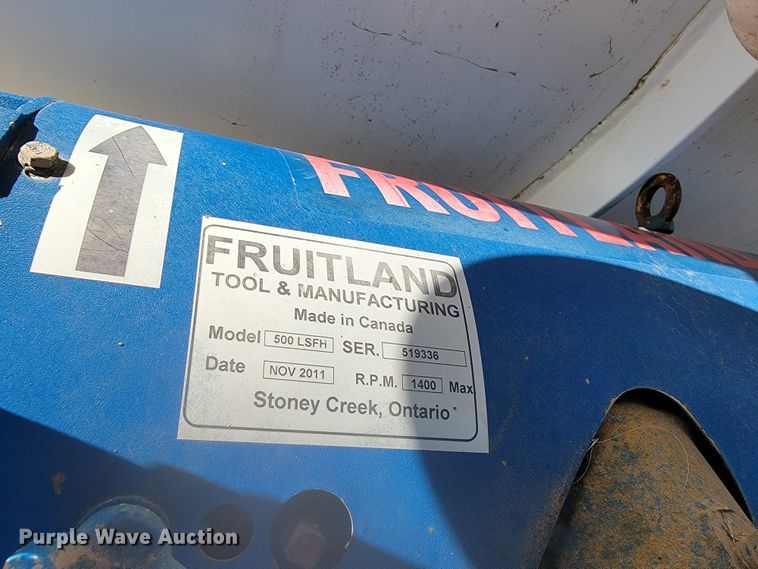 FRUITLAND
FRUITLAND
TOOL & MANUFACTURING
Made in Canada
Model 500 LSFH SER. 519336
Date NOV 2011 R.P.M. 1400 Max
Stoney Creek, Ontario
Purple Wave Auction